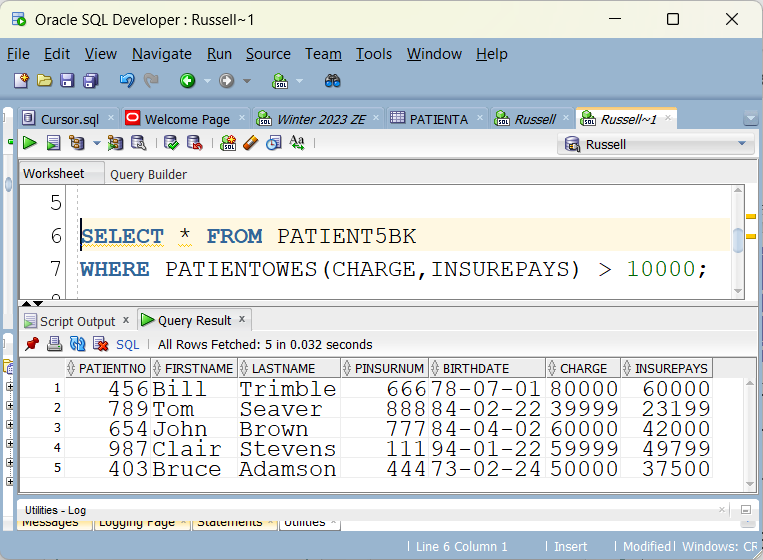 Oracle SQL Developer : Russell~1
File Edit View Navigate Run Source Team Tools Window Help
Cursor.sql Welcome Page Winter 2023 ZE PATIENTA Russell Russell~1
Russell
Worksheet Query Builder
5
6 SELECT * FROM PATIENT5BK
7 WHERE PATIENTOWES(CHARGE,INSUREPAYS) > 10000;
Script Output x Query Result x
SQL | All Rows Fetched: 5 in 0.032 seconds
PATIENTNO FIRSTNAME LASTNAME PINSURNUM BIRTHDATE CHARGE INSUREPAYS
1 456 Bill Trimble 666 78-07-01 80000 60000
2 789 Tom Seaver 888 84-02-22 39999 23199
3 654 John Brown 777 84-04-02 60000 42000
4 987 Clair Stevens 111 94-01-22 59999 49799
5 403 Bruce Adamson 444 73-02-24 50000 37500
Utilities - Log
Messages Logging Page Statements Utilities
Line 6 Column 1 | Insert | Modified | Windows: CR